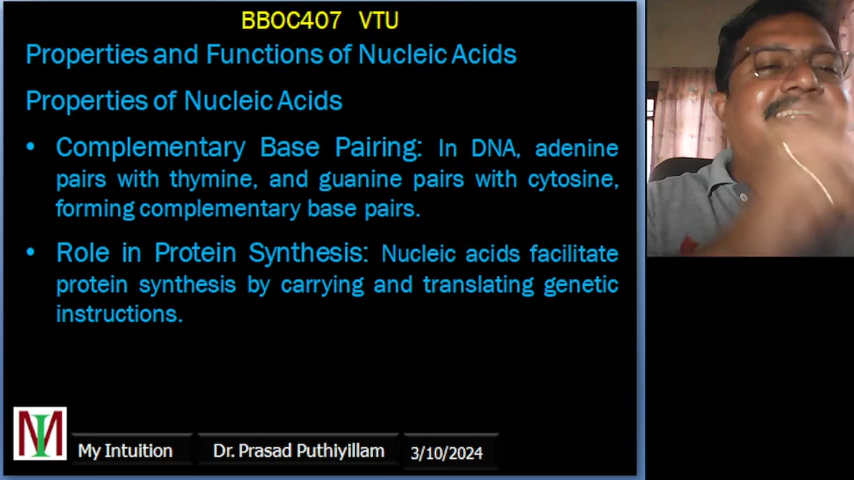 BBOC407 VTU
Properties and Functions of Nucleic Acids
Properties of Nucleic Acids
• Complementary Base Pairing: In DNA, adenine
pairs with thymine, and guanine pairs with cytosine,
forming complementary base pairs.
• Role in Protein Synthesis: Nucleic acids facilitate
protein synthesis by carrying and translating genetic
instructions.
MI
My Intuition
Dr. Prasad Puthiyillam
3/10/2024